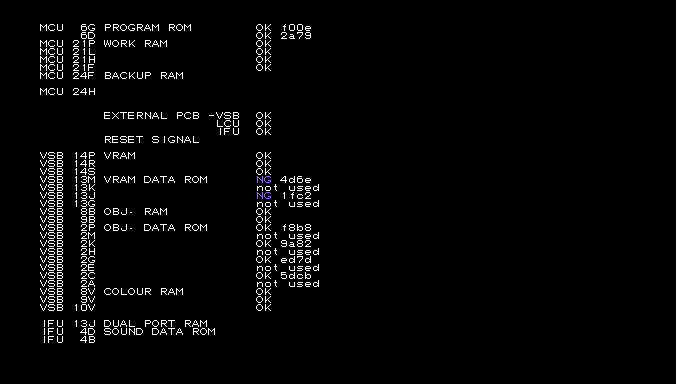 MCU 6G PROGRAM ROM OK f00e
6D OK 2a79
MCU 21P WORK RAM OK
MCU 21L OK
MCU 21H OK
MCU 21F OK
MCU 24F BACKUP RAM
MCU 24H
EXTERNAL PCB -VSB OK
LCU OK
IFU OK
RESET SIGNAL
VSB 14P VRAM OK
VSB 14R OK
VSB 14S OK
VSB 13M VRAM DATA ROM NG 4d6e
VSB 13K not used
VSB 13J NG 1fc2
VSB 13G not used
VSB 8B OBJ- RAM OK
VSB 9B OK
VSB 2P OBJ- DATA ROM OK f8b8
VSB 2M not used
VSB 2K OK 9a82
VSB 2H not used
VSB 2G OK ed7d
VSB 2E not used
VSB 2C OK 5dcb
VSB 2A not used
VSB 8V COLOUR RAM OK
VSB 9V OK
VSB 10V OK
IFU 13J DUAL PORT RAM
IFU 4D SOUND DATA ROM
IFU 4B